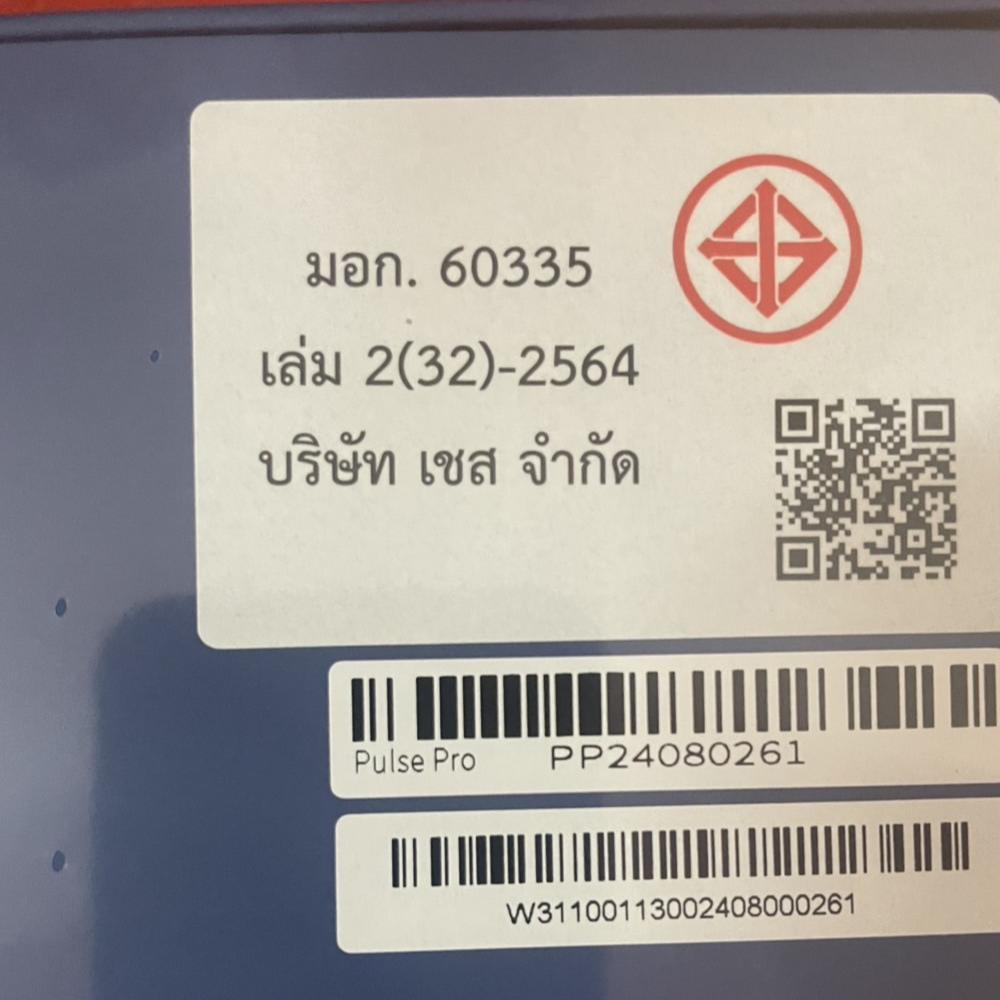 มอก. 60335
เล่ม 2(32)-2564
บริษัท เชส จำกัด
Pulse Pro PP24080261
W31100113002408000261